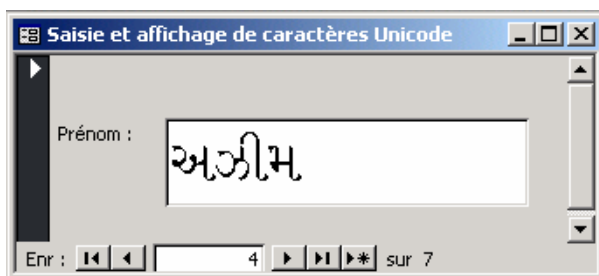 Saisie et affichage de caractères Unicode
Prénom :
અઝીમ
Enr : 4 sur 7